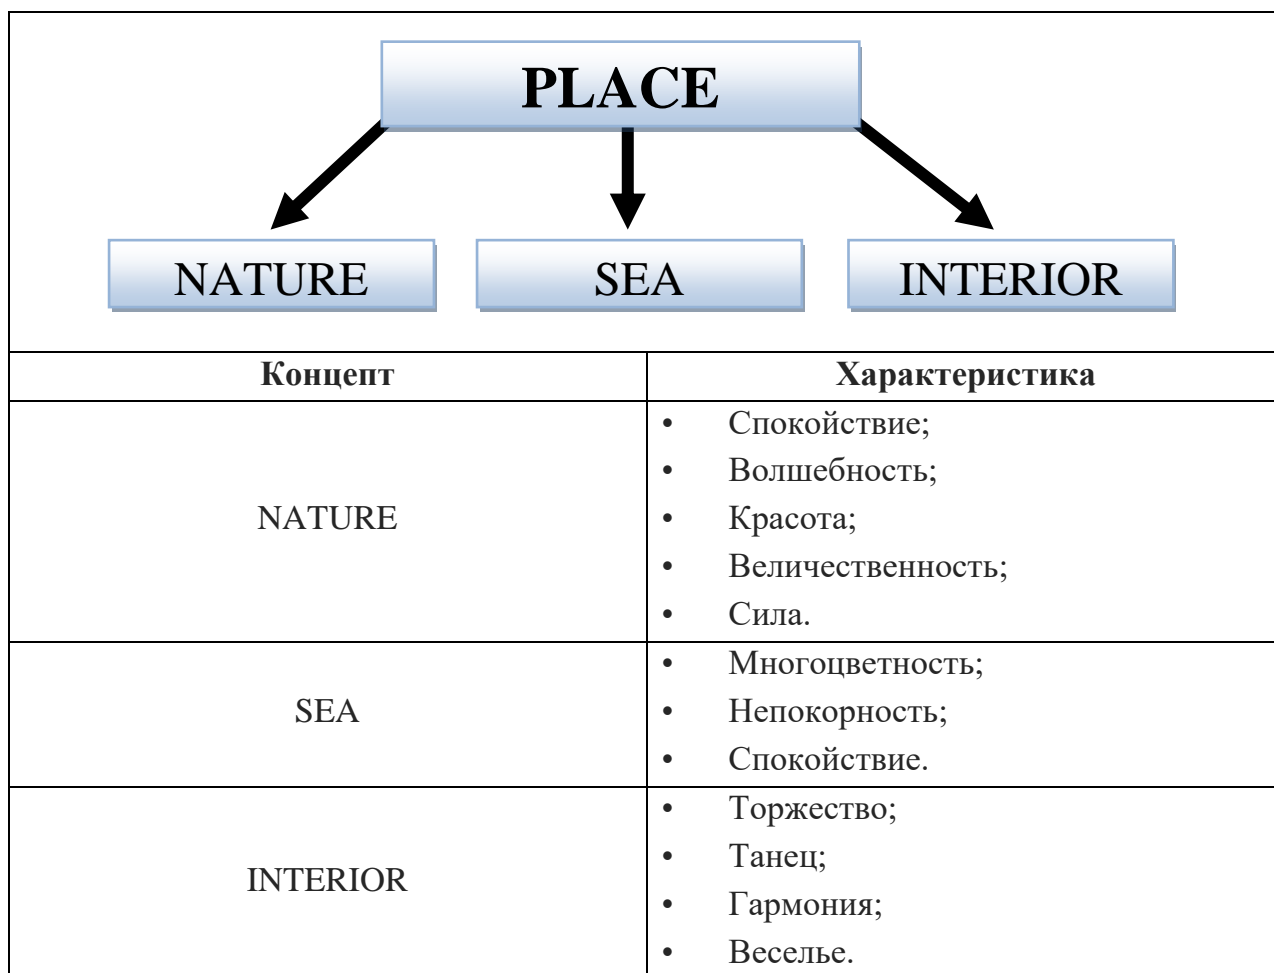 PLACE
NATURE SEA INTERIOR
Концепт Характеристика
NATURE
• Спокойствие;
• Волшебность;
• Красота;
• Величественность;
• Сила.
SEA
• Многоцветность;
• Непокорность;
• Спокойствие.
INTERIOR
• Торжество;
• Танец;
• Гармония;
• Веселье.